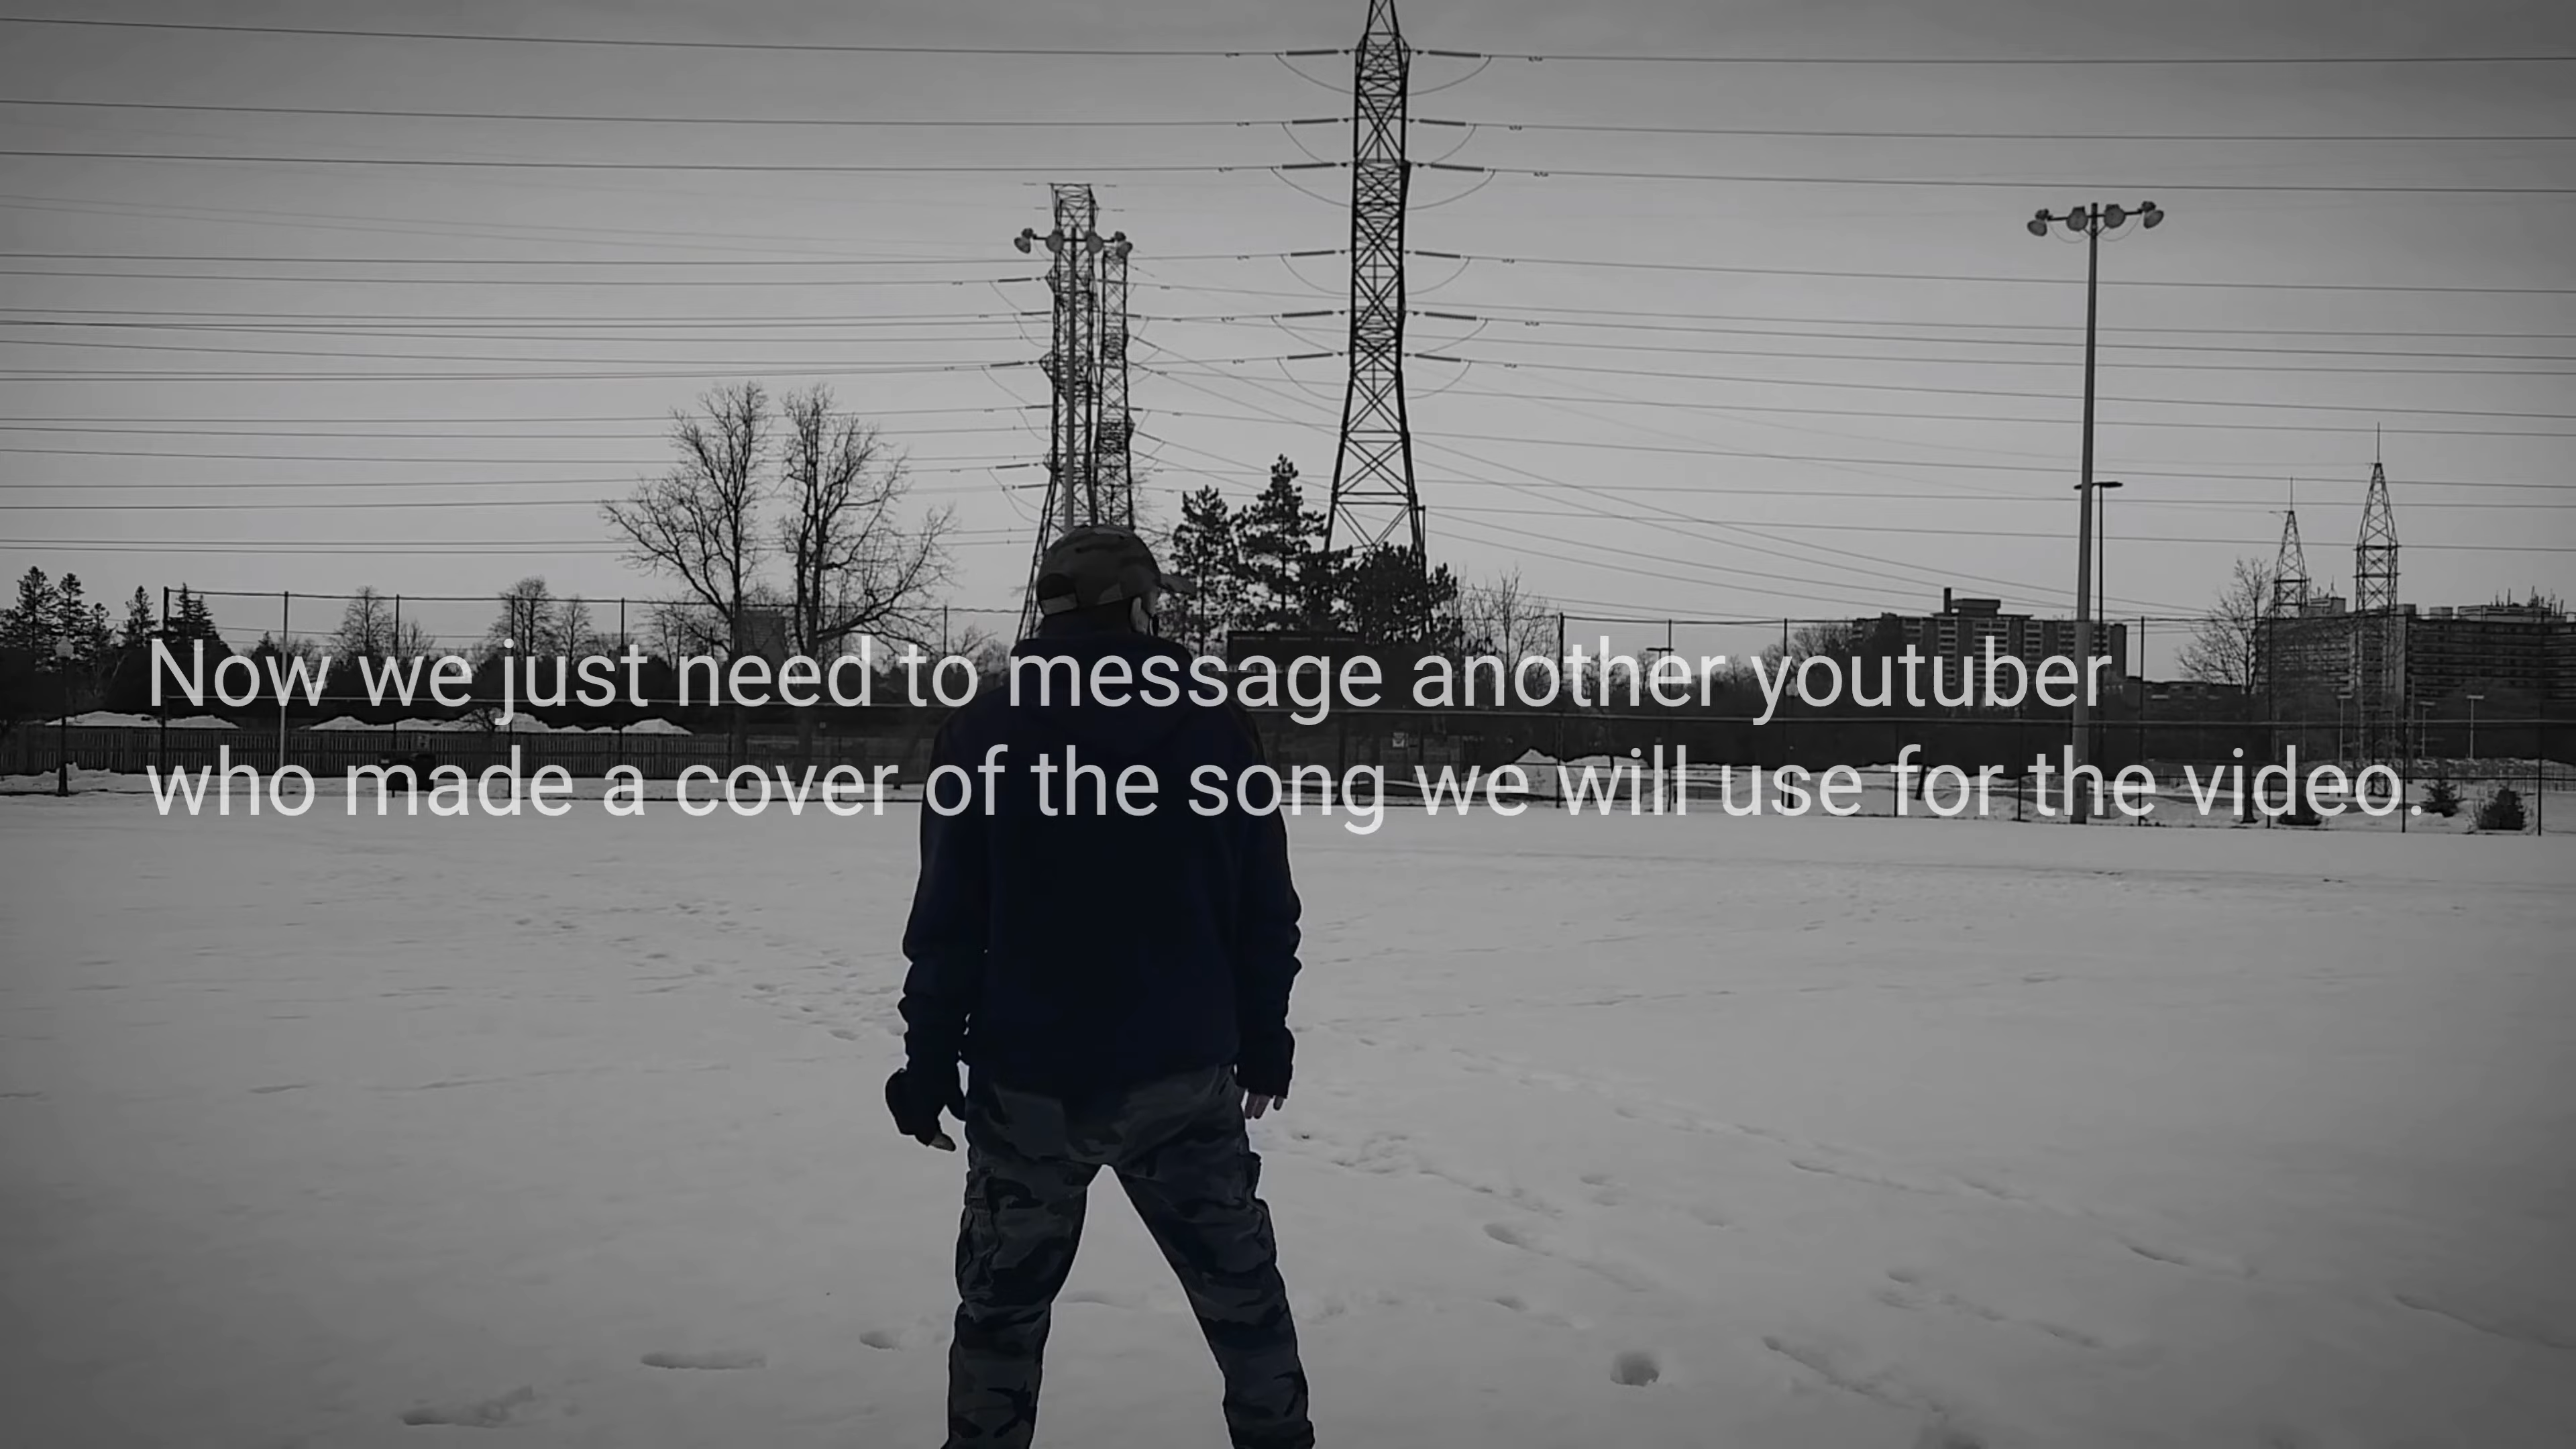 Now we just need to message another youtuber
who made a cover of the song we will use for the video.